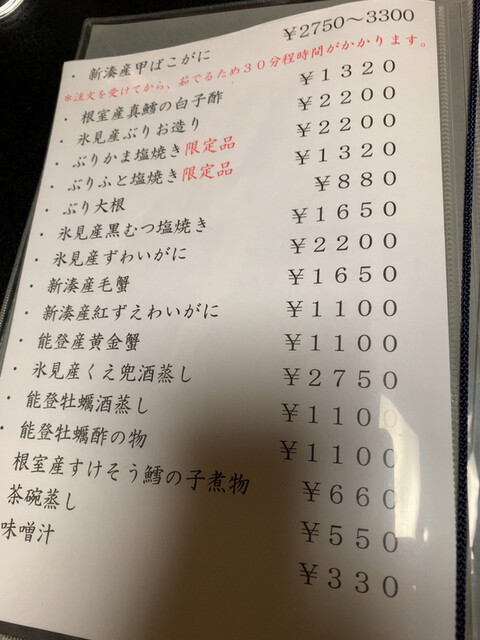 ・新湊産甲ばこがに ￥2750～3300
＊注文を受けてから、茹でるため３０分程時間がかかります。
・根室産真鱈の白子酢 ￥1320
・氷見産ぶりお造り ￥2200
・ぶりかま塩焼き限定品 ￥2200
・ぶりふと塩焼き限定品 ￥1320
・ぶり大根 ￥880
・氷見産黒むつ塩焼き ￥1650
・氷見産ずわいがに ￥2200
・新湊産毛蟹 ￥1650
・新湊産紅ずえわいがに ￥1100
・能登産黄金蟹 ￥1100
・氷見産くえ兜酒蒸し ￥2750
・能登牡蠣酒蒸し ￥1100
・能登牡蠣酢の物 ￥1100
根室産すけそう鱈の子煮物 ￥660
茶碗蒸し ￥550
味噌汁 ￥330